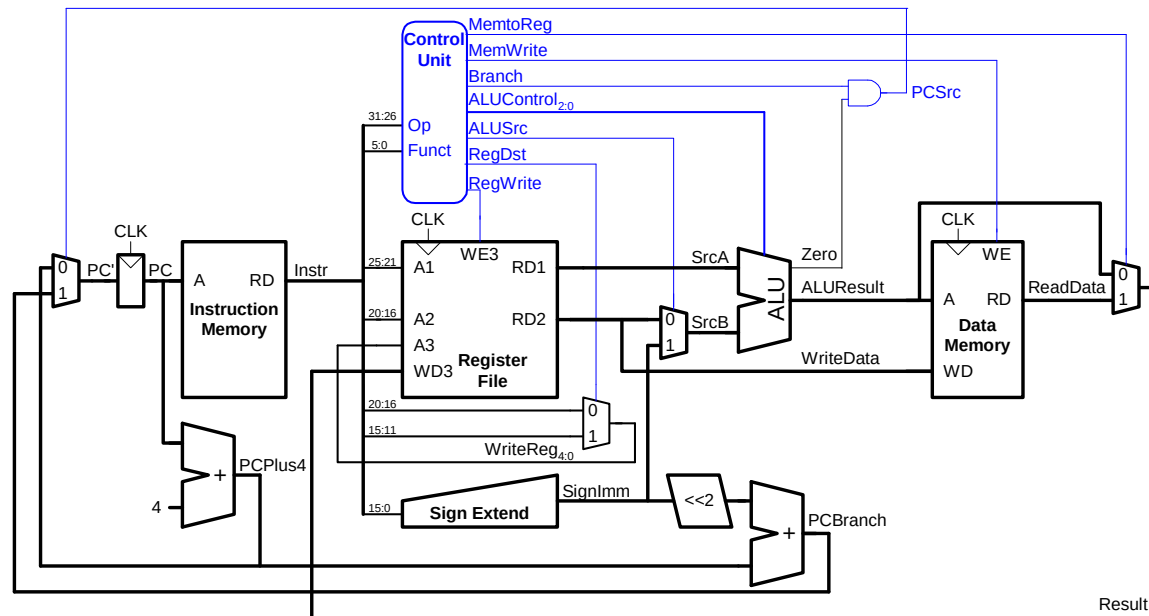 MemtoReg
Control
Unit
MemWrite
Branch
PCSrc
ALUControl2:0
31:26
Op
ALUSrc
5:0
Funct
RegDst
RegWrite
CLK
CLK
CLK
WE3
WE
0
1
PC'
PC
A
RD
Instr
Instruction
Memory
25:21
A1
RD1
SrcA
Zero
ALU
ALUResult
A
RD
ReadData
0
1
20:16
A2
RD2
0
1
SrcB
Data
Memory
A3
WD3
Register
File
WriteData
WD
20:16
0
15:11
1
WriteReg4:0
PCPlus4
+
4
SignImm
<<2
15:0
Sign Extend
+
PCBranch
Result